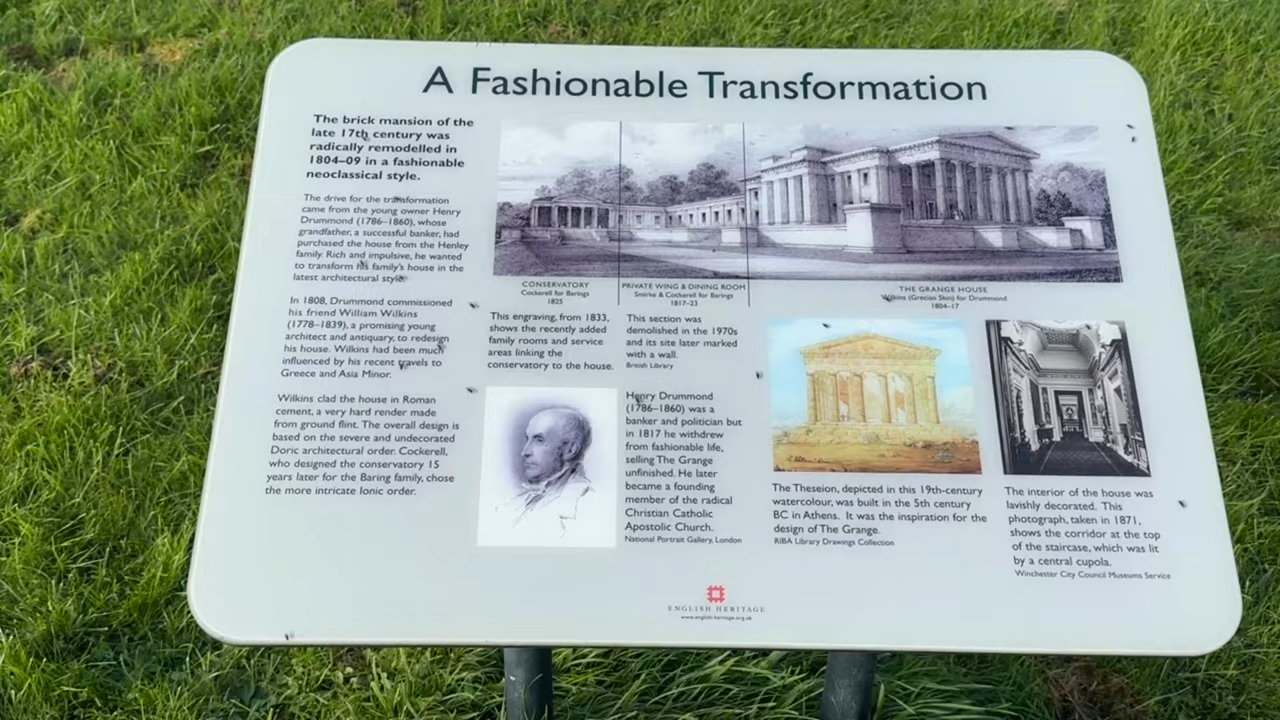 A Fashionable Transformation
The brick mansion of the
late 17th century was
radically remodelled in
1804–09 in a fashionable
neoclassical style.
The drive for the transformation
came from the young owner Henry
Drummond (1786–1860), whose
grandfather, a successful banker, had
purchased the house from the Henley
family. Rich and impulsive, he wanted
to transform his family's house in the
latest architectural style.
In 1808, Drummond commissioned
his friend William Wilkins
(1778–1839), a promising young
architect and antiquary, to redesign
his house. Wilkins had been much
influenced by his recent travels to
Greece and Asia Minor.
Wilkins clad the house in Roman
cement, a very hard render made
from ground flint. The overall design is
based on the severe and undecorated
Doric architectural order. Cockerell,
who designed the conservatory 15
years later for the Baring family, chose
the more intricate Ionic order.
CONSERVATORY
Cockerell for Barings
1825
PRIVATE WING & DINING ROOM
Smirke & Cockerell for Barings
1817–23
THE GRANGE HOUSE
Wilkins (Grecian Skin) for Drummond
1804–17
This engraving, from 1833,
shows the recently added
family rooms and service
areas linking the
conservatory to the house.
This section was
demolished in the 1970s
and its site later marked
with a wall.
British Library
Henry Drummond
(1786–1860) was a
banker and politician but
in 1817 he withdrew
from fashionable life,
selling The Grange
unfinished. He later
became a founding
member of the radical
Christian Catholic
Apostolic Church.
National Portrait Gallery, London
The Theseion, depicted in this 19th-century
watercolour, was built in the 5th century
BC in Athens. It was the inspiration for the
design of The Grange.
RIBA Library Drawings Collection
The interior of the house was
lavishly decorated. This
photograph, taken in 1871,
shows the corridor at the top
of the staircase, which was lit
by a central cupola.
Winchester City Council Museums Service
ENGLISH HERITAGE
www.english-heritage.org.uk